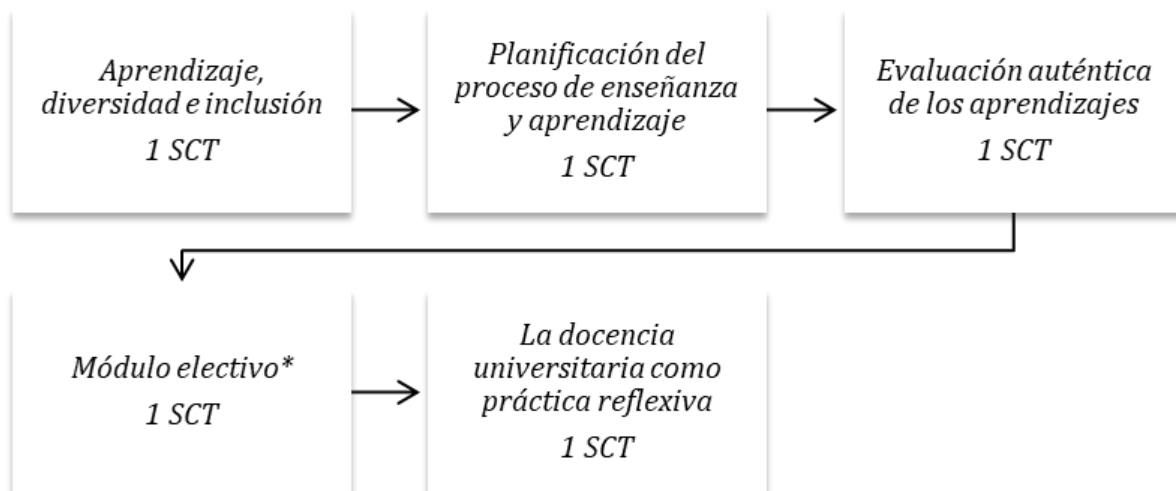 Aprendizaje,
diversidad e inclusión
1 SCT
Planificación del
proceso de enseñanza
y aprendizaje
1 SCT
Evaluación auténtica
de los aprendizajes
1 SCT
Módulo electivo*
1 SCT
La docencia
universitaria como
práctica reflexiva
1 SCT